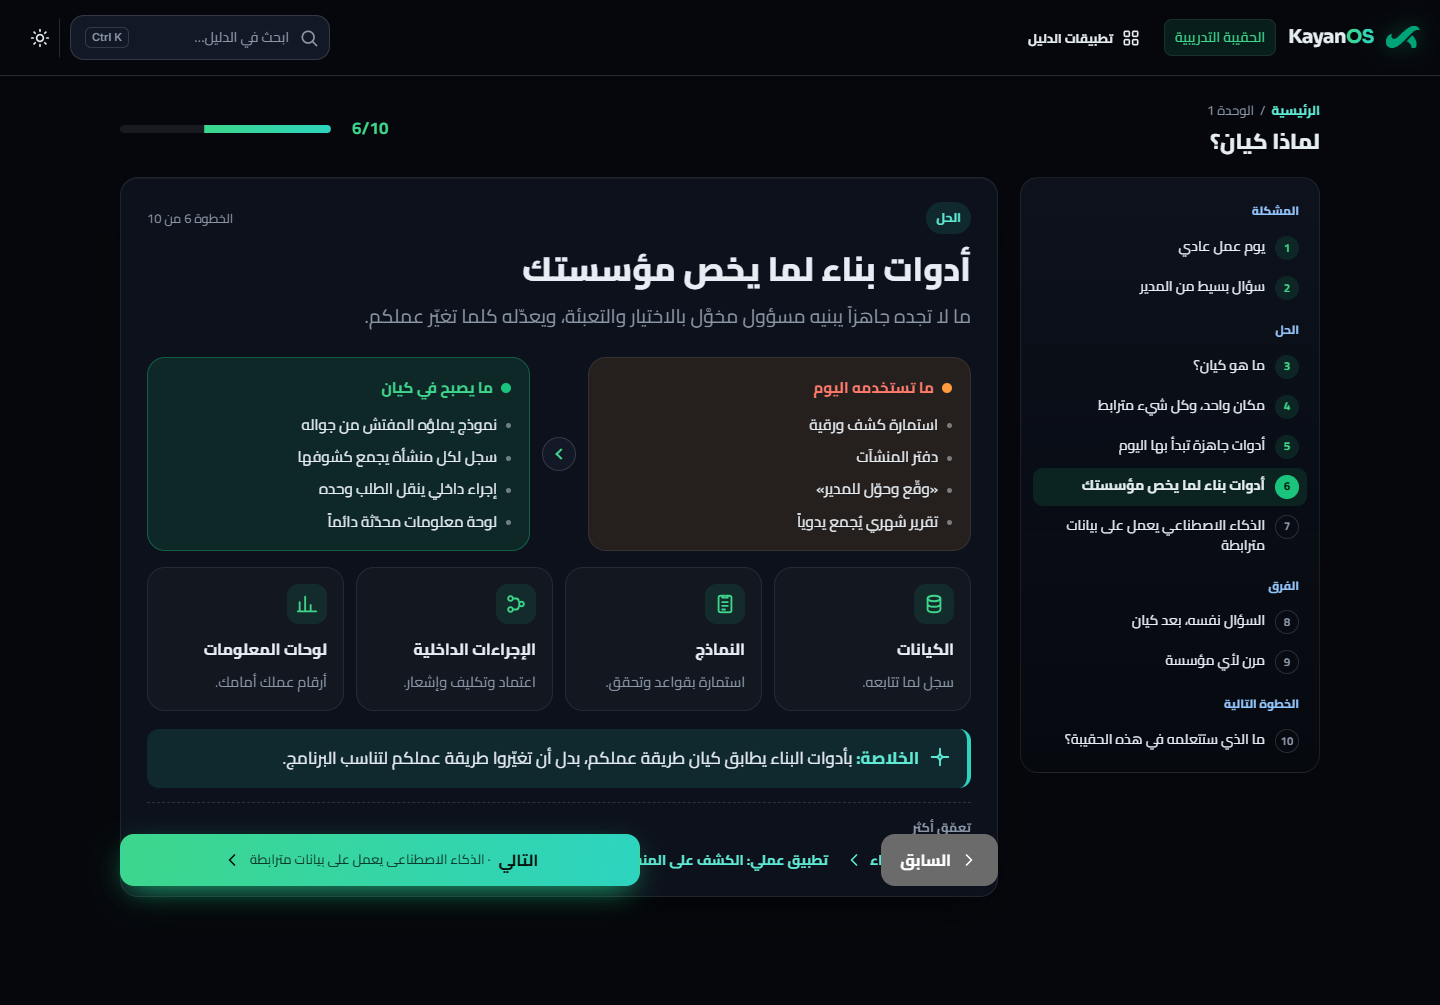 KayanOS
الحقيبة التدريبية
تطبيقات الدليل
ابحث في الدليل...
Ctrl K
الرئيسية / الوحدة 1
لماذا كيان؟
6/10
المشكلة
1 يوم عمل عادي
2 سؤال بسيط من المدير
الحل
3 ما هو كيان؟
4 مكان واحد، وكل شيء مترابط
5 أدوات جاهزة تبدأ بها اليوم
6 أدوات بناء لما يخص مؤسستك
7 الذكاء الاصطناعي يعمل على بيانات
مترابطة
الفرق
8 السؤال نفسه، بعد كيان
9 مرن لأي مؤسسة
الخطوة التالية
10 ما الذي ستتعلمه في هذه الحقيبة؟
الحل
الخطوة 6 من 10
أدوات بناء لما يخص مؤسستك
ما لا تجده جاهزاً يبنيه مسؤول مخوّل بالاختيار والتعبئة، ويعدّله كلما تغيّر عملكم.
ما تستخدمه اليوم
استمارة كشف ورقية
دفتر المنشآت
«وقّع وحوّل للمدير»
تقرير شهري يُجمع يدوياً
ما يصبح في كيان
نموذج يملؤه المفتش من جواله
سجل لكل منشأة يجمع كشوفها
إجراء داخلي ينقل الطلب وحده
لوحة معلومات محدّثة دائماً
الكيانات
سجل لما تتابعه.
النماذج
استمارة بقواعد وتحقق.
الإجراءات الداخلية
اعتماد وتكليف وإشعار.
لوحات المعلومات
أرقام عملك أمامك.
الخلاصة: بأدوات البناء يطابق كيان طريقة عملكم، بدل أن تغيّروا طريقة عملكم لتناسب البرنامج.
تعمّق أكثر
السابق
تطبيق عملي: الكشف على
التالي · الذكاء الاصطناعي يعمل على بيانات مترابطة